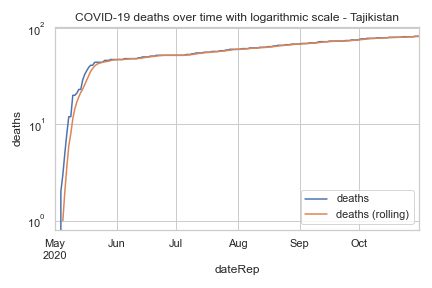 COVID-19 deaths over time with logarithmic scale - Tajikistan
10²
10¹
10⁰
deaths
deaths
deaths (rolling)
May Jun Jul Aug Sep Oct
2020
dateRep